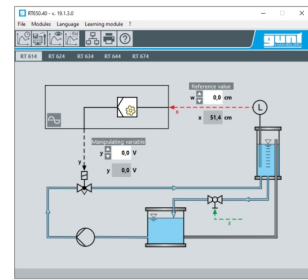 RT650.40 - v. 19.1.3.0
File Modules Language Learning module ?
gunt
RT 614 RT 624 RT 634 RT 644 RT 674
Reference value
w 0,0 cm
x 51,4 cm
L
x
Manipulating variable
y 0,0 V
y 0,0 V
y
z